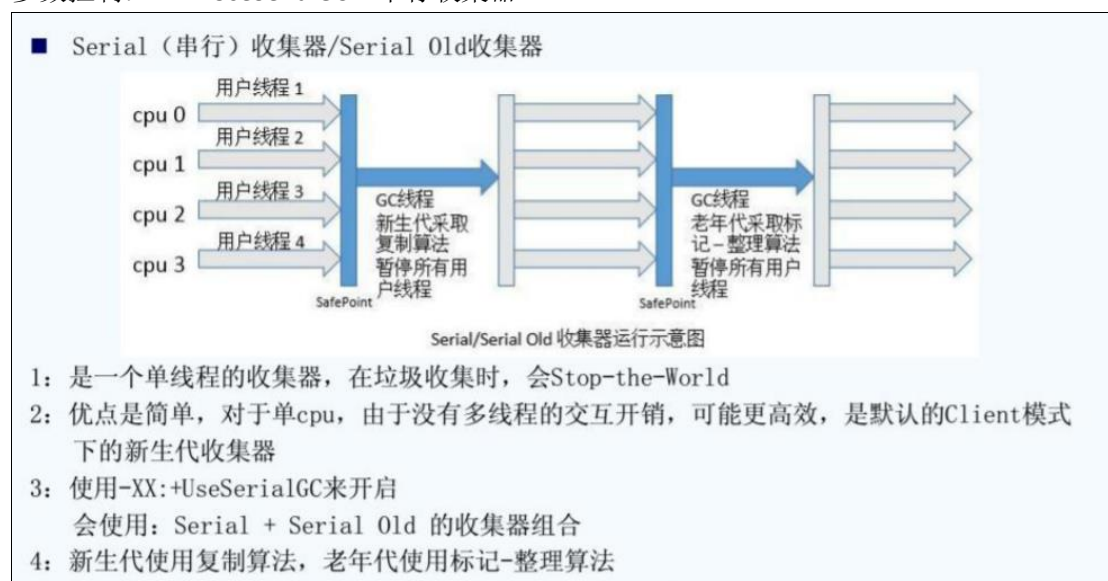 ■ Serial（串行）收集器/Serial Old收集器
用户线程 1
cpu 0
用户线程 2
cpu 1
用户线程 3
cpu 2
用户线程 4
cpu 3
GC线程
新生代采取
复制算法
暂停所有用
户线程
SafePoint
GC线程
老年代采取标
记-整理算法
暂停所有用户
线程
SafePoint
Serial/Serial Old 收集器运行示意图
1：是一个单线程的收集器，在垃圾收集时，会Stop-the-World
2：优点是简单，对于单cpu，由于没有多线程的交互开销，可能更高效，是默认的Client模式
下的新生代收集器
3：使用-XX:+UseSerialGC来开启
会使用：Serial + Serial Old 的收集器组合
4：新生代使用复制算法，老年代使用标记-整理算法